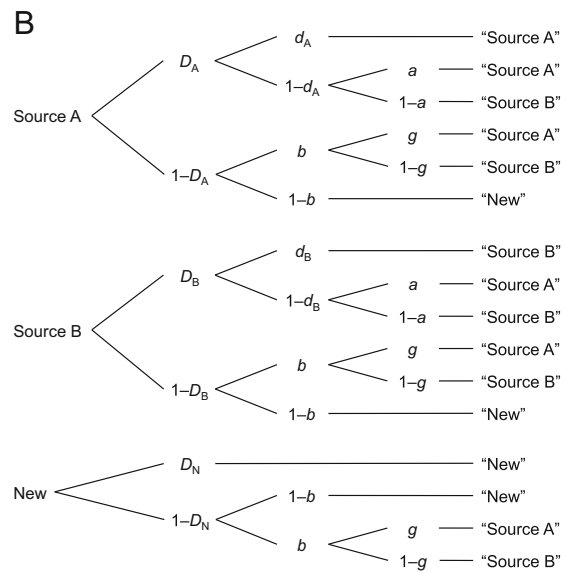 B
d_A "Source A"
D_A
a "Source A"
1–d_A
1–a "Source B"
Source A
g "Source A"
b
1–g "Source B"
1–D_A
1–b "New"
d_B "Source B"
D_B
a "Source A"
1–d_B
1–a "Source B"
Source B
g "Source A"
b
1–g "Source B"
1–D_B
1–b "New"
D_N "New"
New
1–b "New"
1–D_N
g "Source A"
b
1–g "Source B"